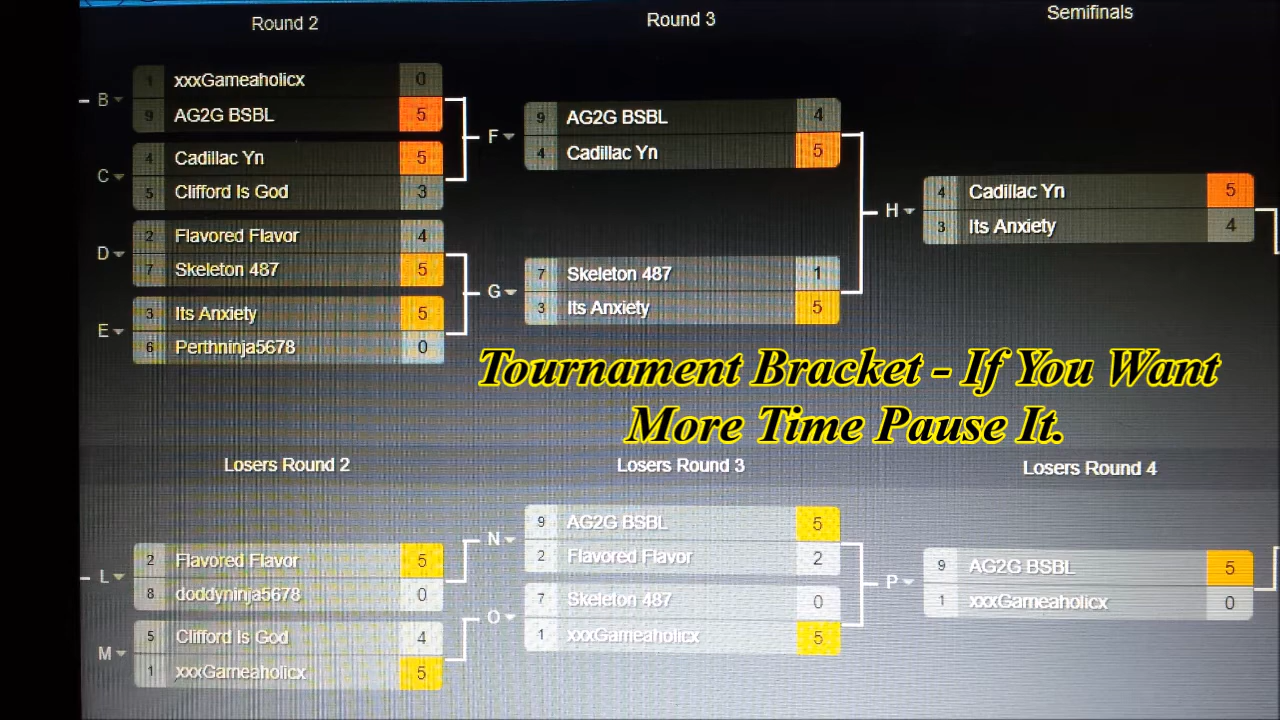 Round 2
Round 3
Semifinals
B
1 xxxGameaholicx 0
9 AG2G BSBL 5
C
4 Cadillac Yn 5
5 Clifford Is God 3
D
2 Flavored Flavor 4
7 Skeleton 487 5
E
3 Its Anxiety 5
6 Perthninja5678 0
F
9 AG2G BSBL 4
4 Cadillac Yn 5
G
7 Skeleton 487 1
3 Its Anxiety 5
H
4 Cadillac Yn 5
3 Its Anxiety 4
Tournament Bracket - If You Want
More Time Pause It.
Losers Round 2
Losers Round 3
Losers Round 4
L
2 Flavored Flavor 5
8 doddyninja5678 0
M
5 Clifford Is God 4
1 xxxGameaholicx 5
N
9 AG2G BSBL 5
2 Flavored Flavor 2
O
7 Skeleton 487 0
1 xxxGameaholicx 5
P
9 AG2G BSBL 5
1 xxxGameaholicx 0